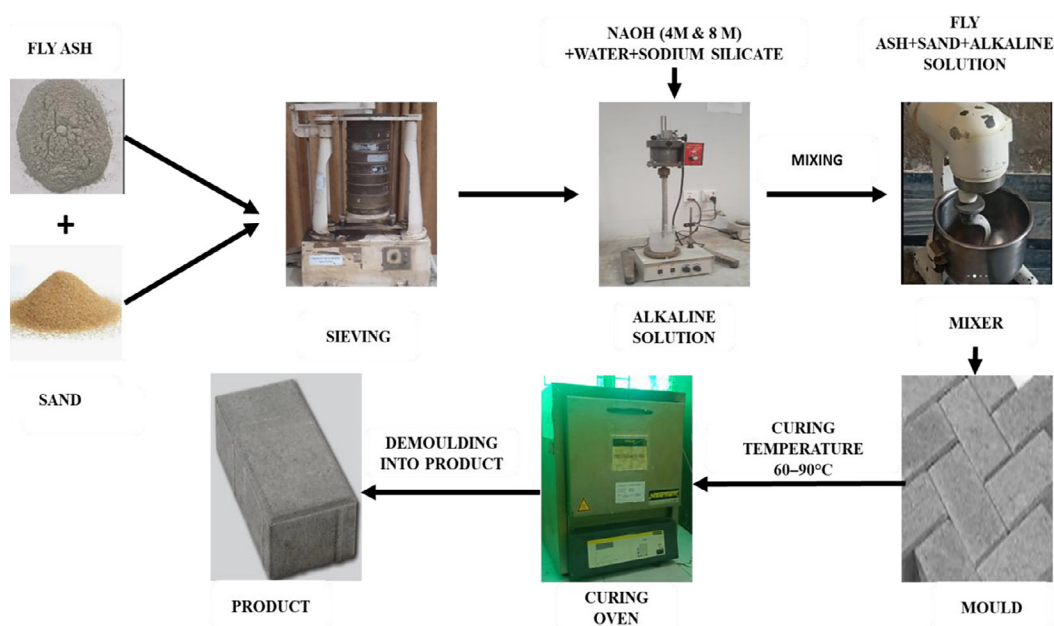 FLY ASH
+
SAND
SIEVING
NAOH (4M & 8 M)
+WATER+SODIUM SILICATE
ALKALINE
SOLUTION
MIXING
FLY
ASH+SAND+ALKALINE
SOLUTION
MIXER
MOULD
CURING
TEMPERATURE
60–90°C
CURING
OVEN
DEMOULDING
INTO PRODUCT
PRODUCT